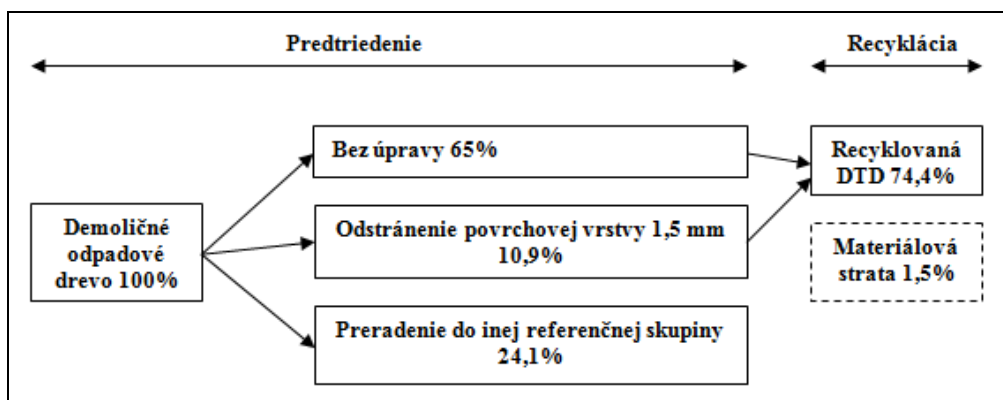 Predtriedenie
Recyklácia
Bez úpravy 65%
Recyklovaná
DTD 74,4%
Demoličné
odpadové
drevo 100%
Odstránenie povrchovej vrstvy 1,5 mm
10,9%
Materiálová
strata 1,5%
Preradenie do inej referenčnej skupiny
24,1%